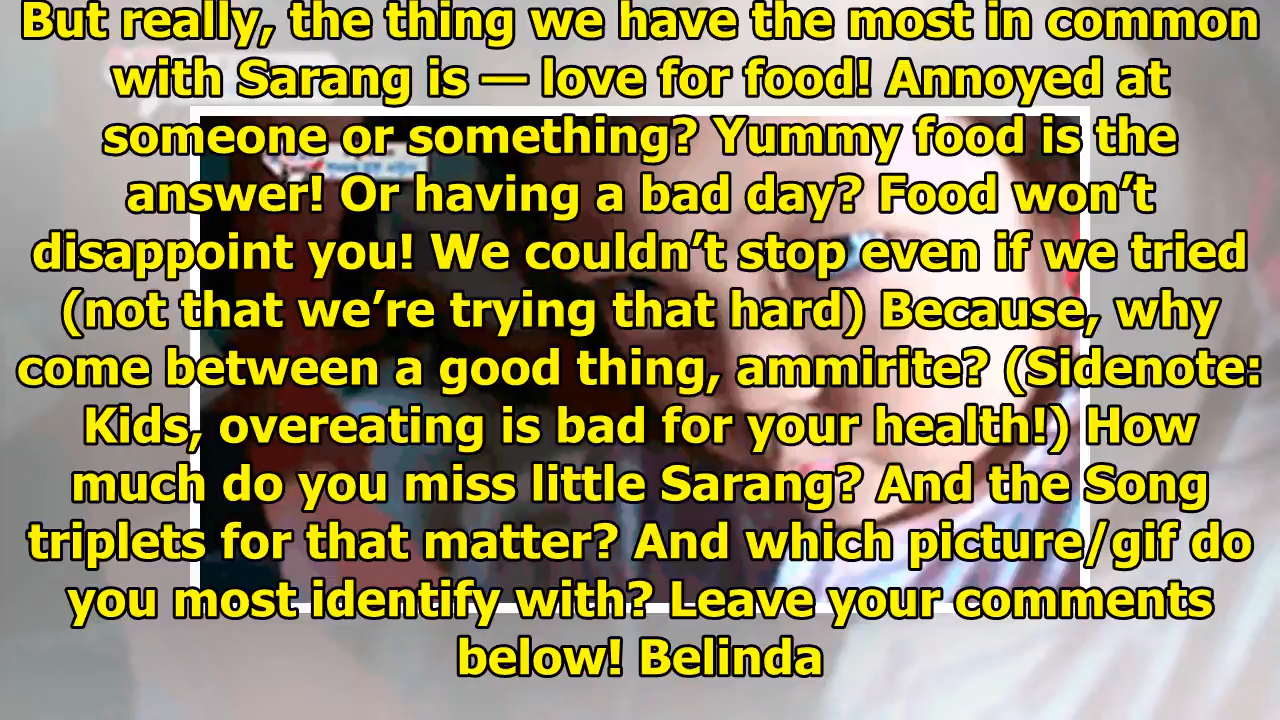 But really, the thing we have the most in common
with Sarang is — love for food! Annoyed at
someone or something? Yummy food is the
answer! Or having a bad day? Food won’t
disappoint you! We couldn’t stop even if we tried
(not that we’re trying that hard) Because, why
come between a good thing, ammirite? (Sidenote:
Kids, overeating is bad for your health!) How
much do you miss little Sarang? And the Song
triplets for that matter? And which picture/gif do
you most identify with? Leave your comments
below! Belinda